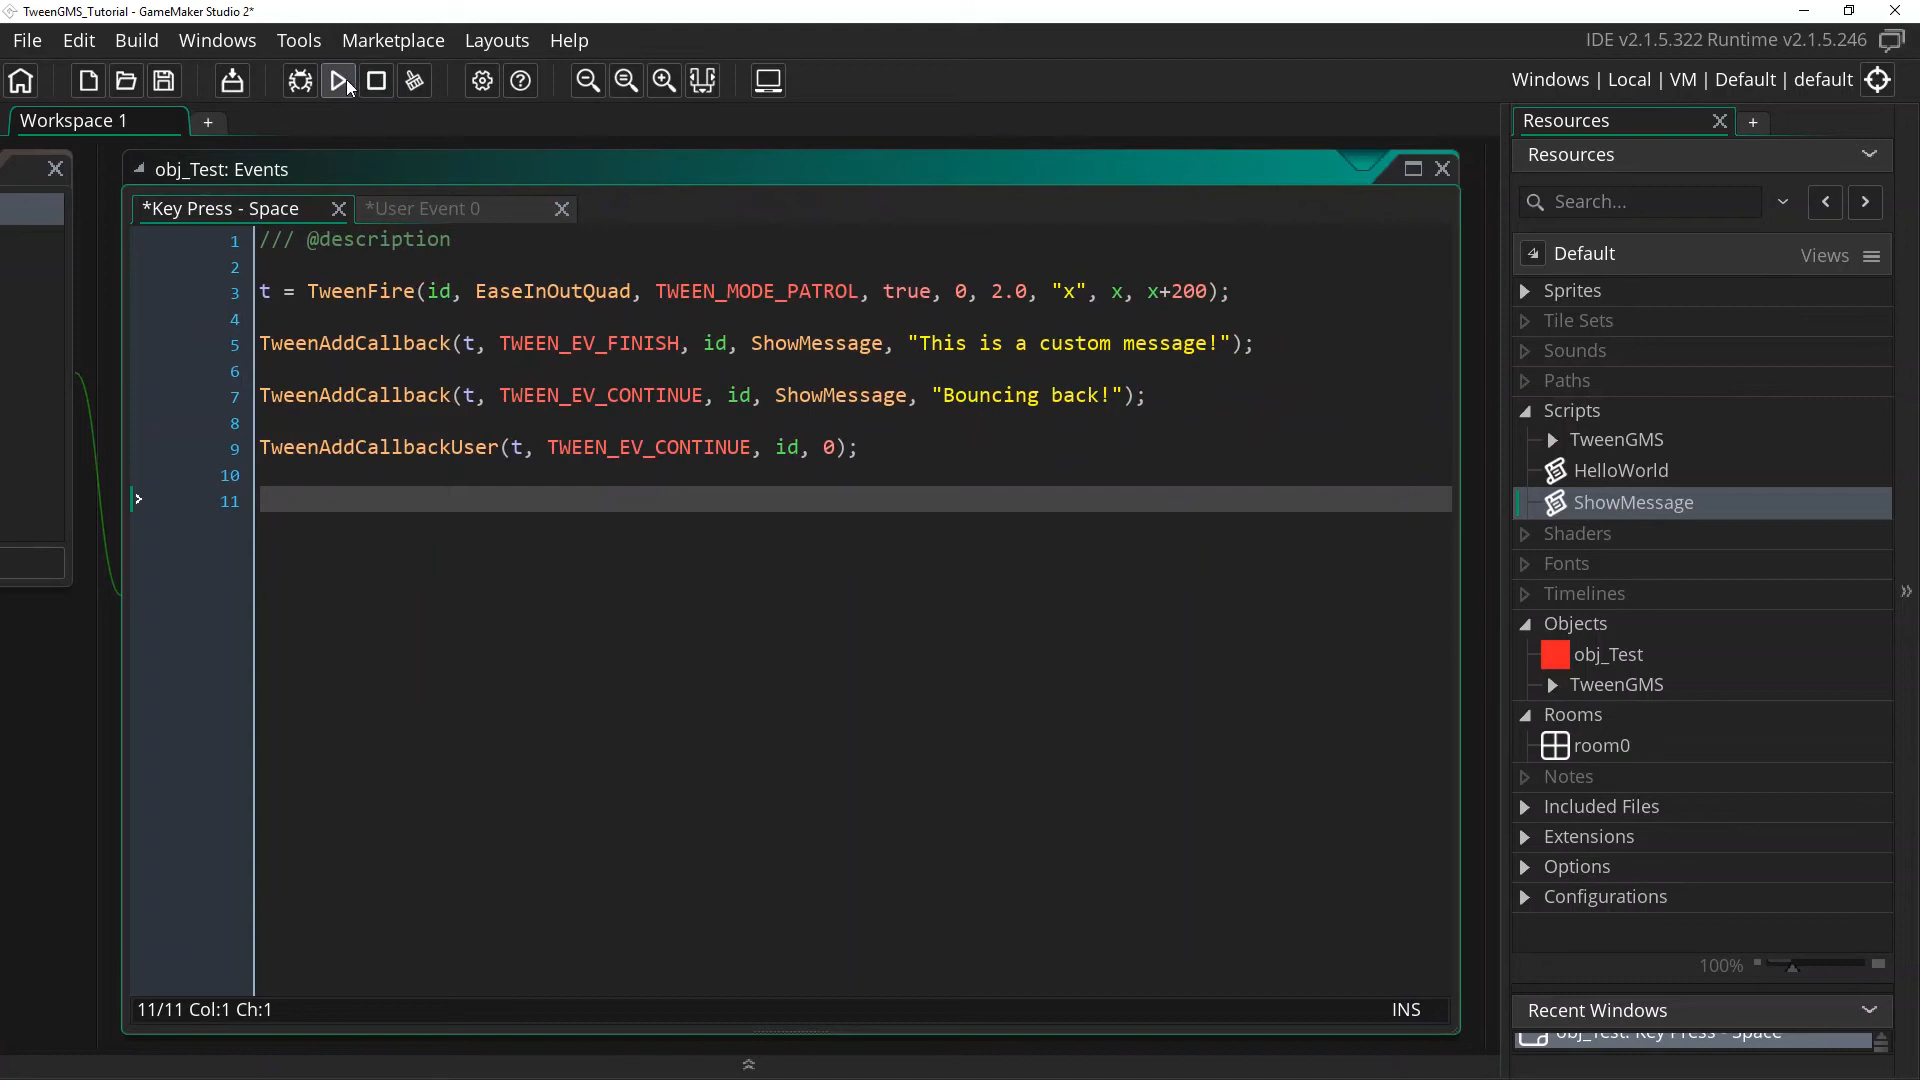 TweenGMS_Tutorial - GameMaker Studio 2*
File Edit Build Windows Tools Marketplace Layouts Help
IDE v2.1.5.322 Runtime v2.1.5.246
Windows | Local | VM | Default | default
Workspace 1
+
Resources
+
Resources
obj_Test: Events
*Key Press - Space
*User Event 0
Search...
1 /// @description
2
3 t = TweenFire(id, EaseInOutQuad, TWEEN_MODE_PATROL, true, 0, 2.0, "x", x, x+200);
4
5 TweenAddCallback(t, TWEEN_EV_FINISH, id, ShowMessage, "This is a custom message!");
6
7 TweenAddCallback(t, TWEEN_EV_CONTINUE, id, ShowMessage, "Bouncing back!");
8
9 TweenAddCallbackUser(t, TWEEN_EV_CONTINUE, id, 0);
10
11
11/11 Col:1 Ch:1
INS
Default
Views
Sprites
Tile Sets
Sounds
Paths
Scripts
TweenGMS
HelloWorld
ShowMessage
Shaders
Fonts
Timelines
Objects
obj_Test
TweenGMS
Rooms
room0
Notes
Included Files
Extensions
Options
Configurations
100%
Recent Windows
obj_Test: Key Press - Space